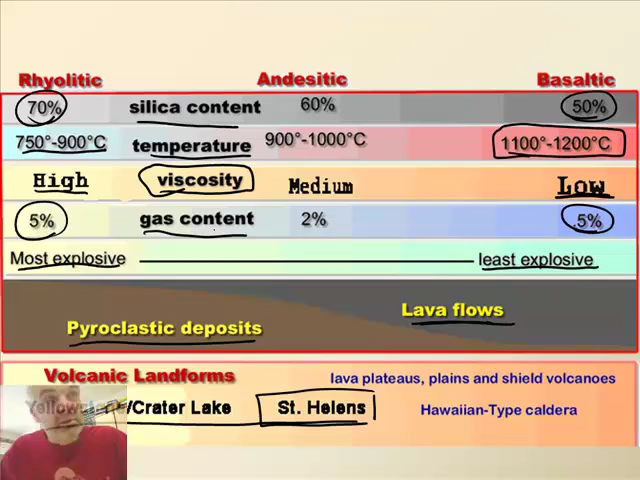 Rhyolitic Andesitic Basaltic
70% silica content 60% 50%
750°-900°C temperature 900°-1000°C 1100°-1200°C
High viscosity Medium Low
5% gas content 2% .5%
Most explosive least explosive
Lava flows
Pyroclastic deposits
Volcanic Landforms lava plateaus, plains and shield volcanoes
/Crater Lake St. Helens Hawaiian-Type caldera